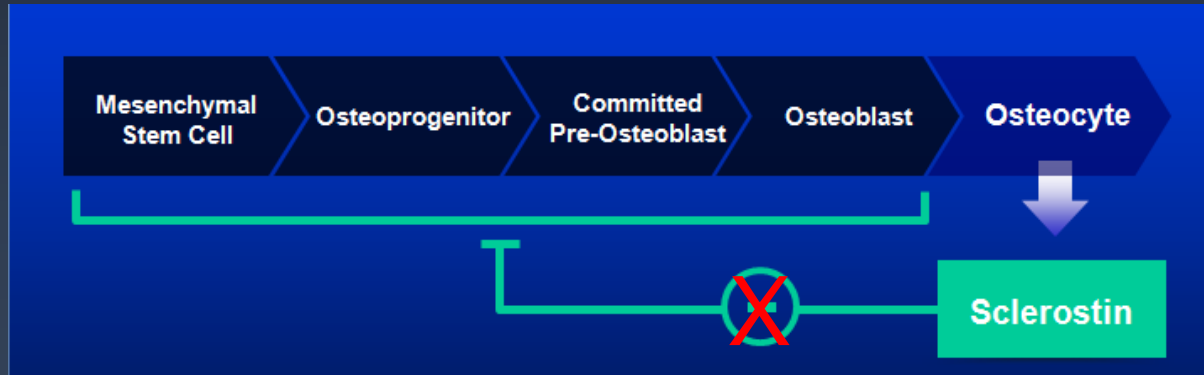 Mesenchymal
Stem Cell
Osteoprogenitor
Committed
Pre-Osteoblast
Osteoblast
Osteocyte
Sclerostin